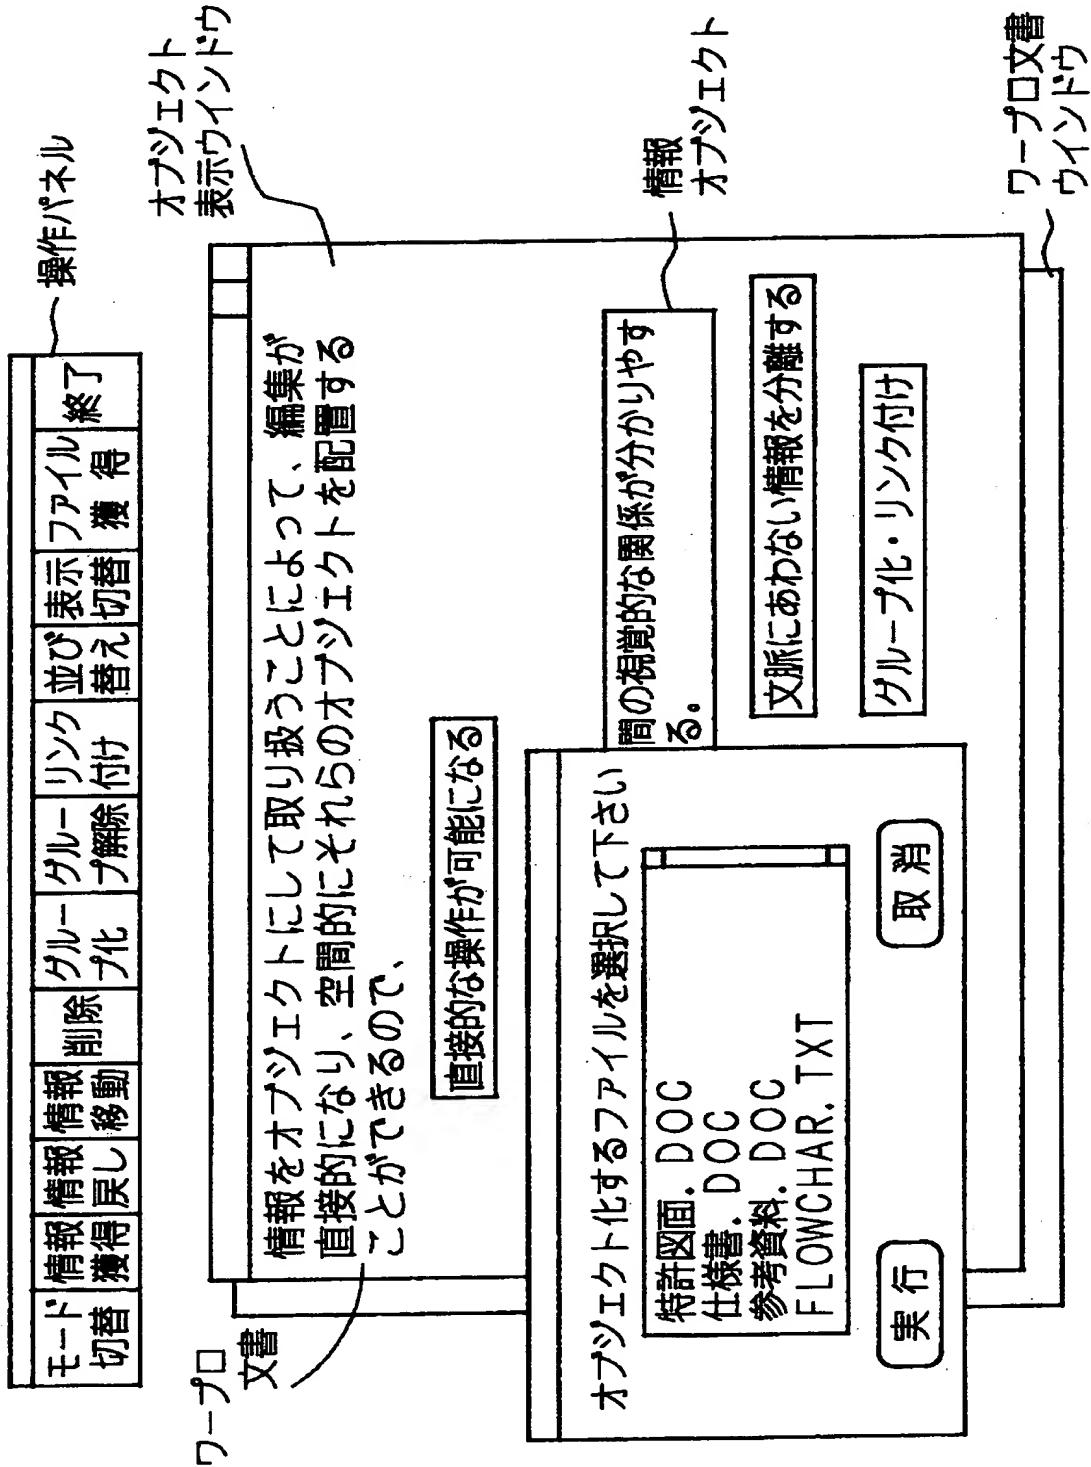 操作パネル
モード切替
情報獲得
情報戻し
情報移動
削除
グループ化
グループ解除
リンク付け
並び替え
表示切替
ファイル獲得
終了
オブジェクト
表示ウインドウ
ワープロ
文書
情報をオブジェクトにして取り扱うことによって、編集が
直接的になり、空間的にそれらのオブジェクトを配置する
ことができるので、
直接的な操作が可能になる
間の視覚的な関係が分かりやす
る。
情報
オブジェクト
文脈にあわない情報を分離する
グループ化・リンク付け
オブジェクト化するファイルを選択して下さい
特許図面.DOC
仕様書.DOC
参考資料.DOC
FLOWCHAR.TXT
実行
取消
ワープロ文書
ウインドウ